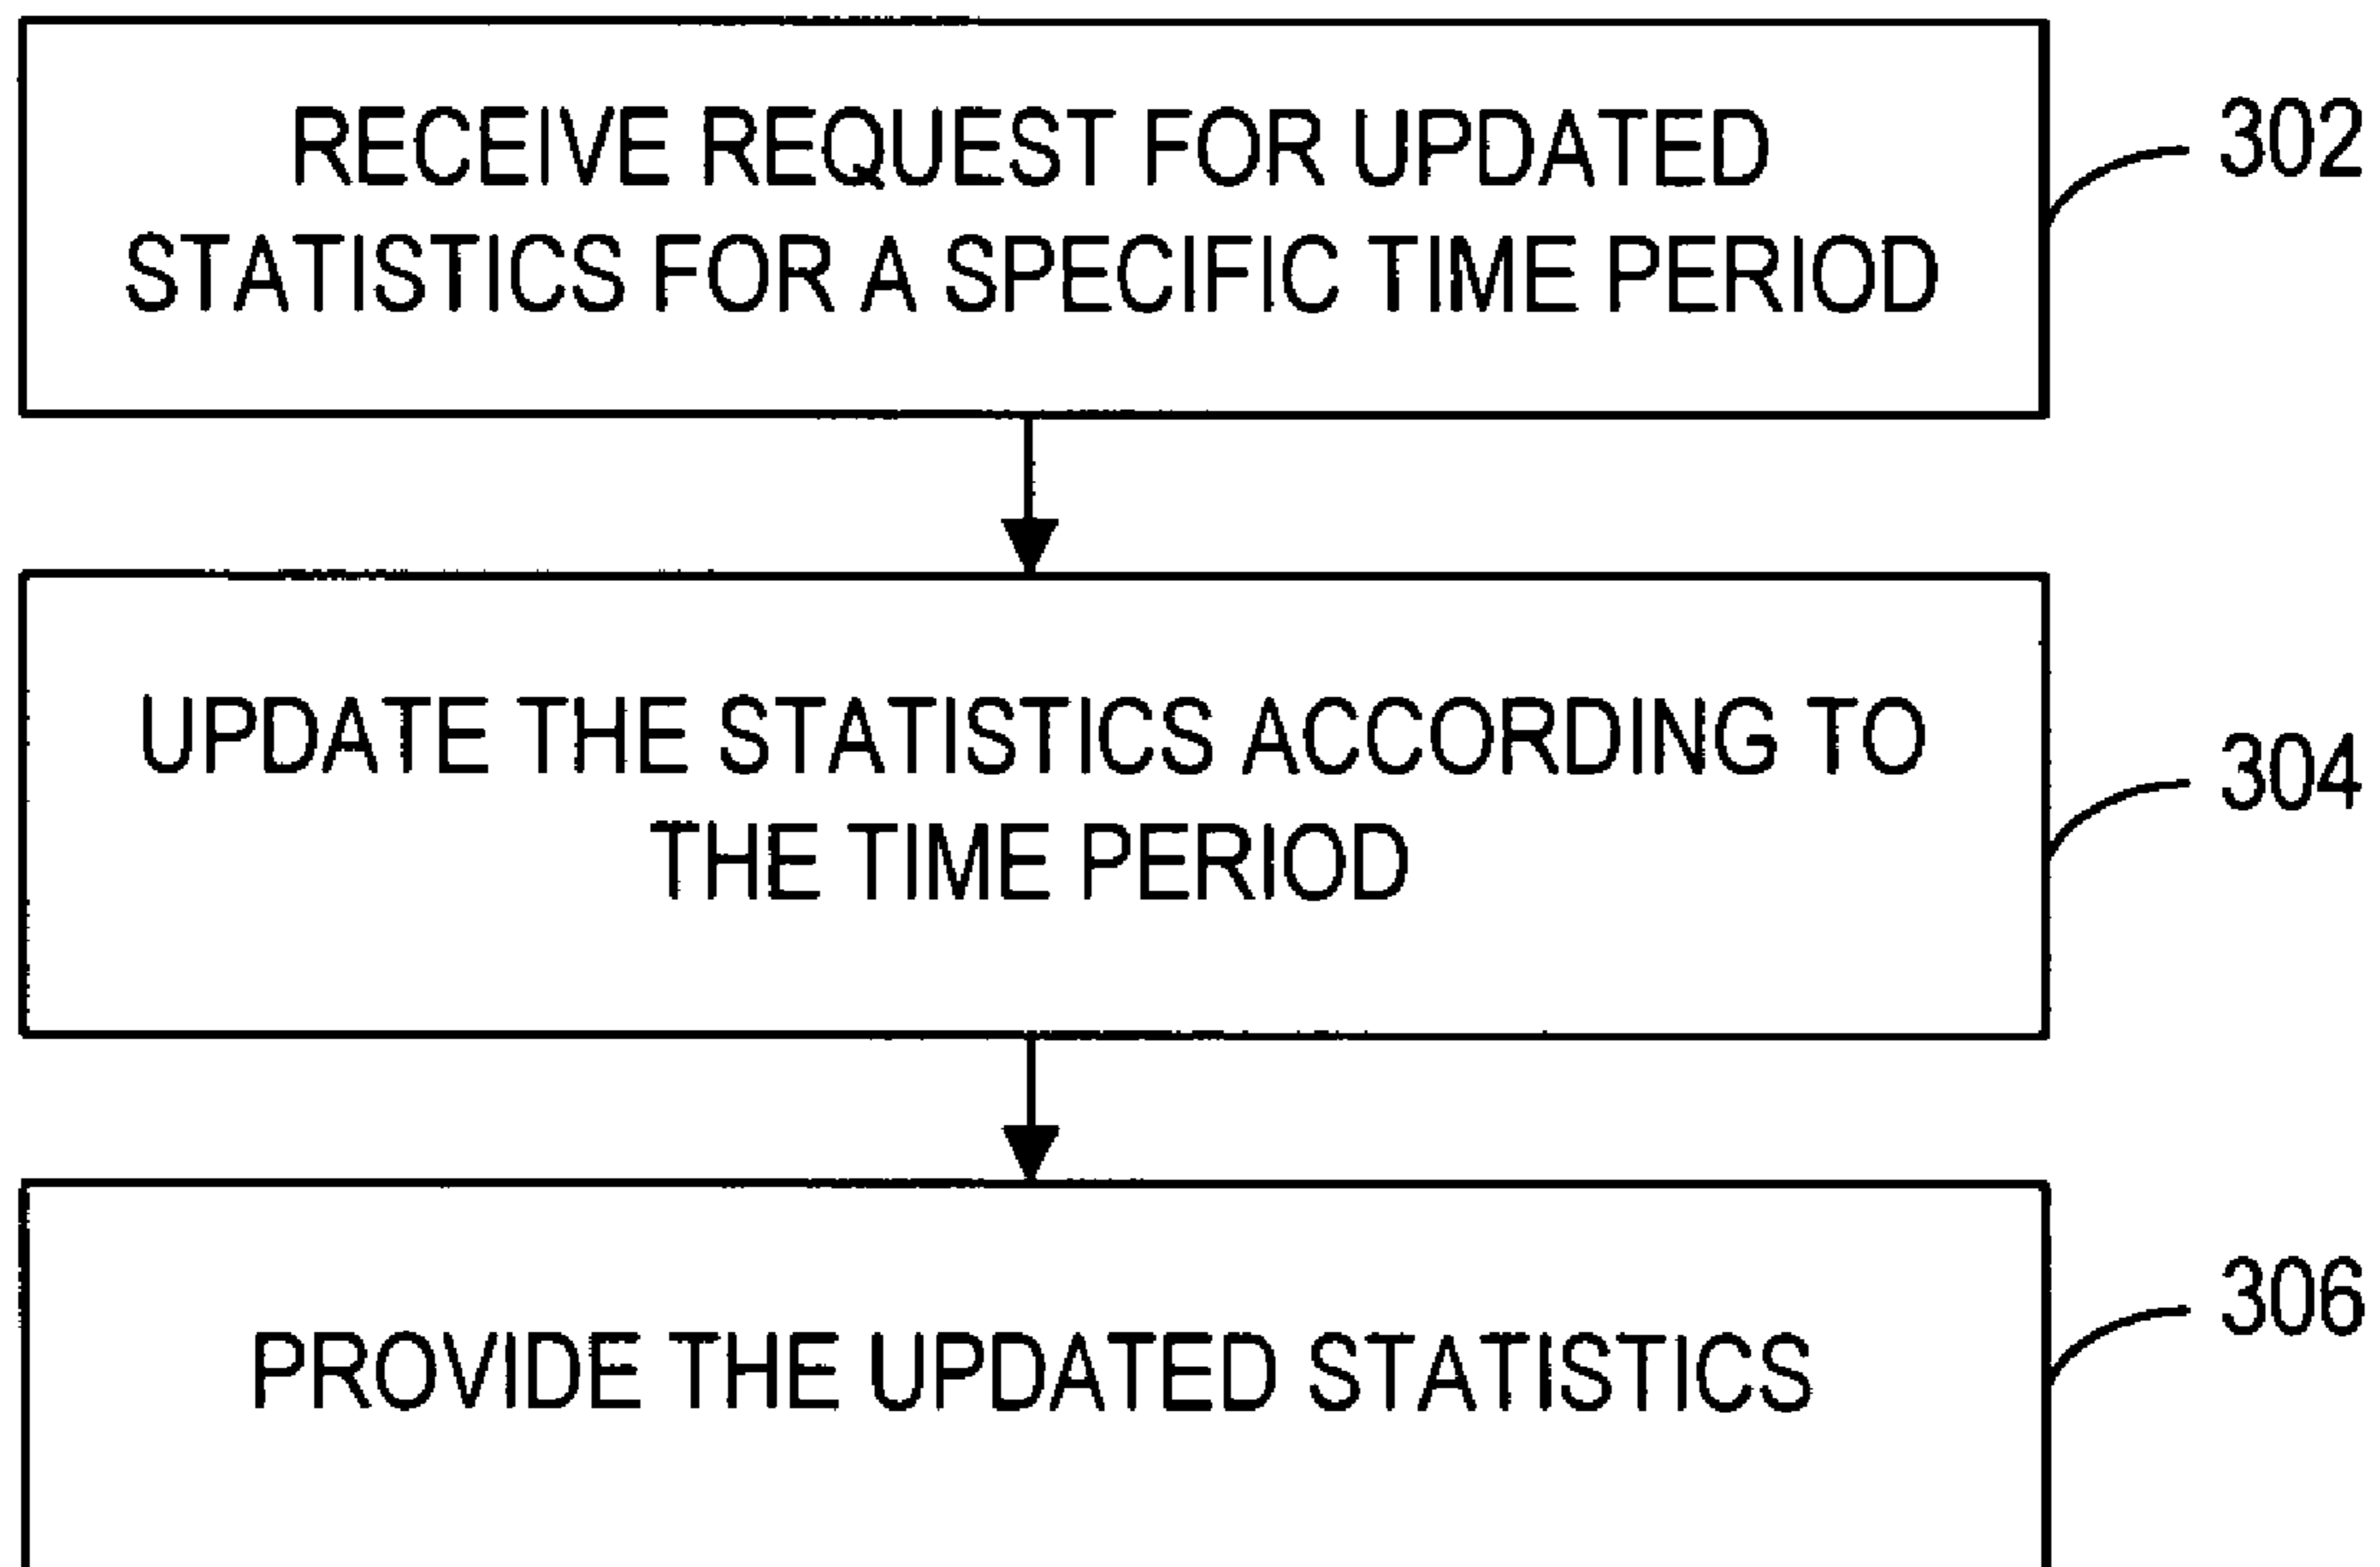 RECEIVE REQUEST FOR UPDATED
STATISTICS FOR A SPECIFIC TIME PERIOD
302
UPDATE THE STATISTICS ACCORDING TO
THE TIME PERIOD
304
PROVIDE THE UPDATED STATISTICS
306